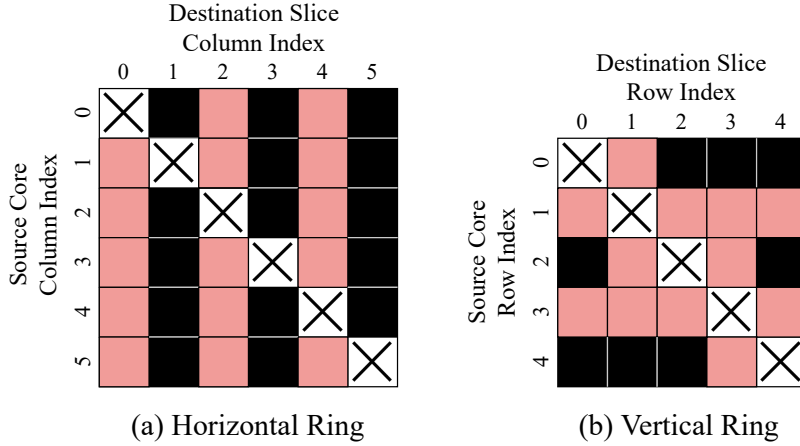 Destination Slice
Column Index
0 1 2 3 4 5
Source Core
Column Index
0
1
2
3
4
5
(a) Horizontal Ring
Destination Slice
Row Index
0 1 2 3 4
Source Core
Row Index
0
1
2
3
4
(b) Vertical Ring